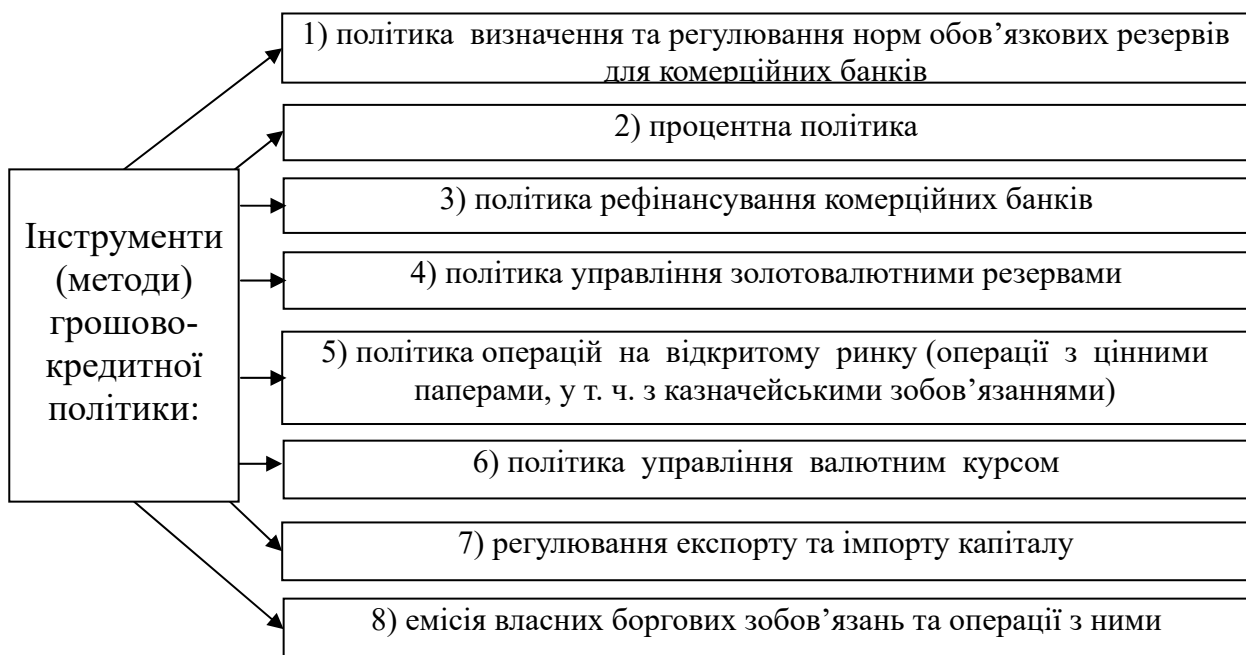 1) політика визначення та регулювання норм обов’язкових резервів
для комерційних банків
2) процентна політика
3) політика рефінансування комерційних банків
Інструменти
(методи)
грошово-
кредитної
політики:
4) політика управління золотовалютними резервами
5) політика операцій на відкритому ринку (операції з цінними
паперами, у т. ч. з казначейськими зобов’язаннями)
6) політика управління валютним курсом
7) регулювання експорту та імпорту капіталу
8) емісія власних боргових зобов’язань та операції з ними